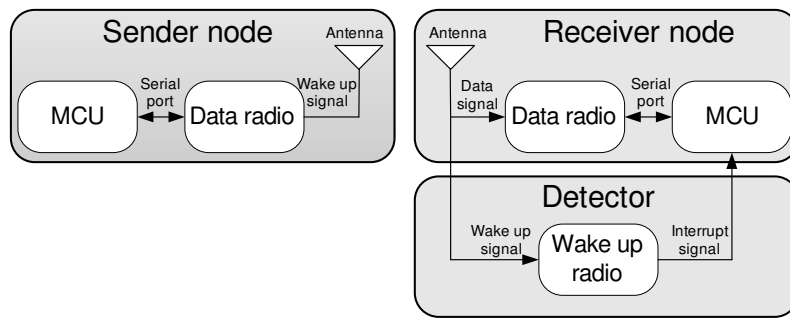 Sender node
Antenna
Serial
port
Wake up
signal
MCU
Data radio
Receiver node
Antenna
Data
signal
Serial
port
Data radio
MCU
Detector
Wake up
signal
Wake up
radio
Interrupt
signal